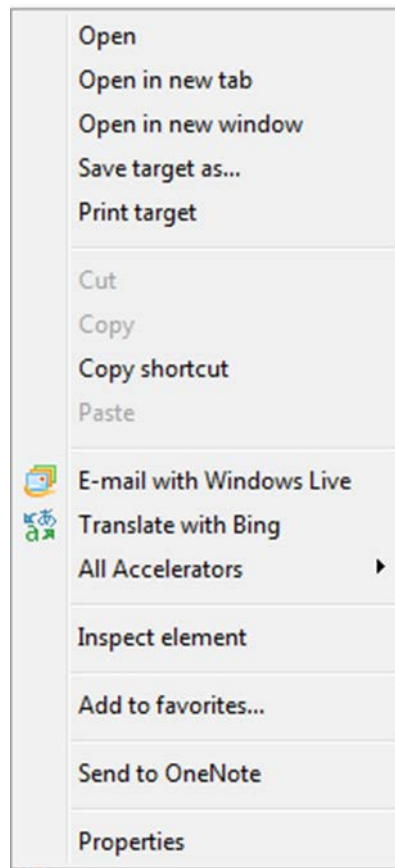 Open
Open in new tab
Open in new window
Save target as...
Print target
Cut
Copy
Copy shortcut
Paste
E-mail with Windows Live
Translate with Bing
All Accelerators
Inspect element
Add to favorites...
Send to OneNote
Properties